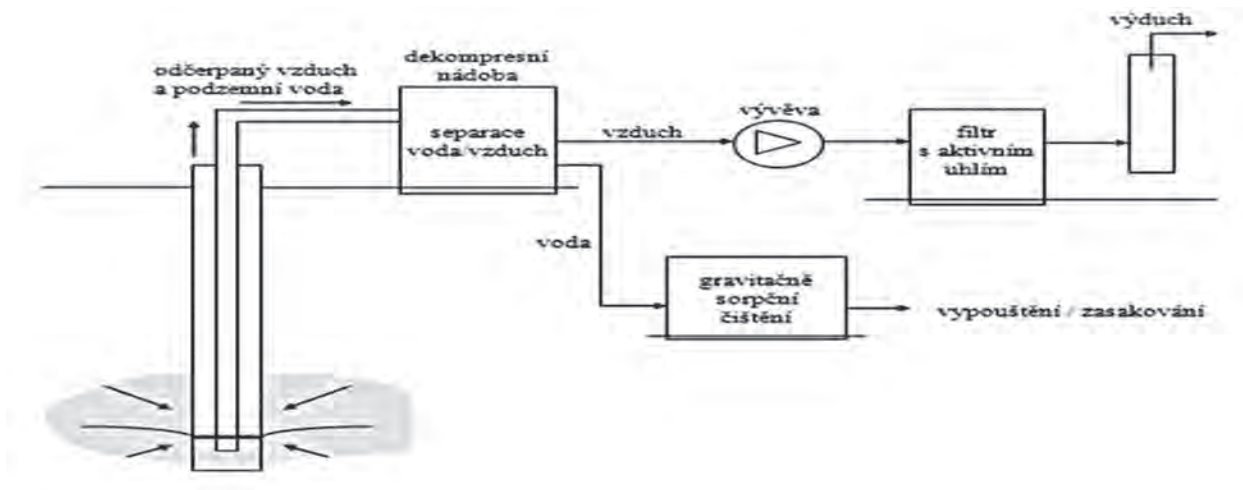 výduch
dekompresní
nádoba
odčerpaný vzduch
a podzemní voda
separace
voda/vzduch
vzduch
vývěva
filtr
s aktivním
uhlím
voda
gravitačně
sorpční
čištění
vypouštění / zasakování